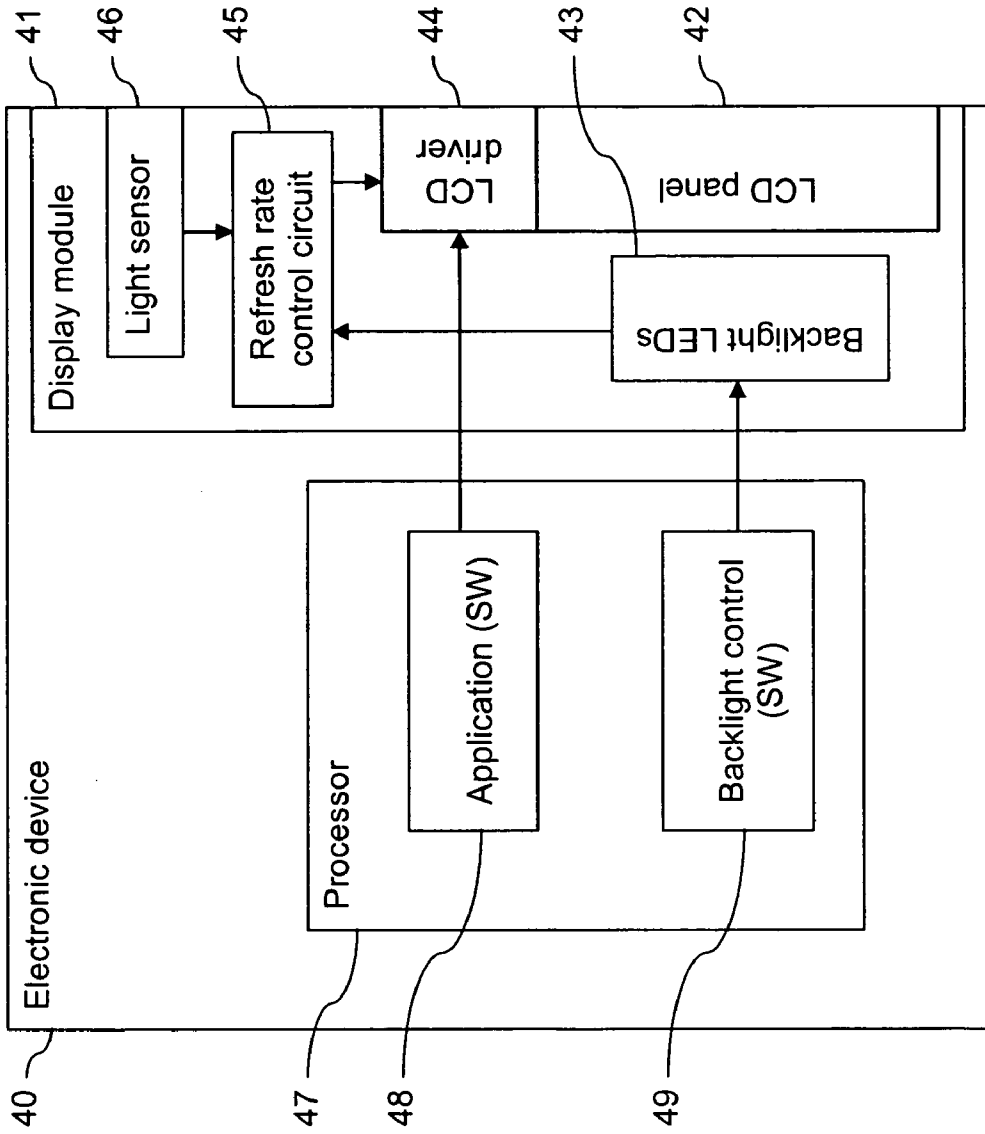 Electronic device
Display module
Light sensor
Refresh rate
control circuit
LCD
driver
LCD panel
Backlight LEDs
Processor
Application (SW)
Backlight control
(SW)
40
41
46
45
44
43
42
47
48
49